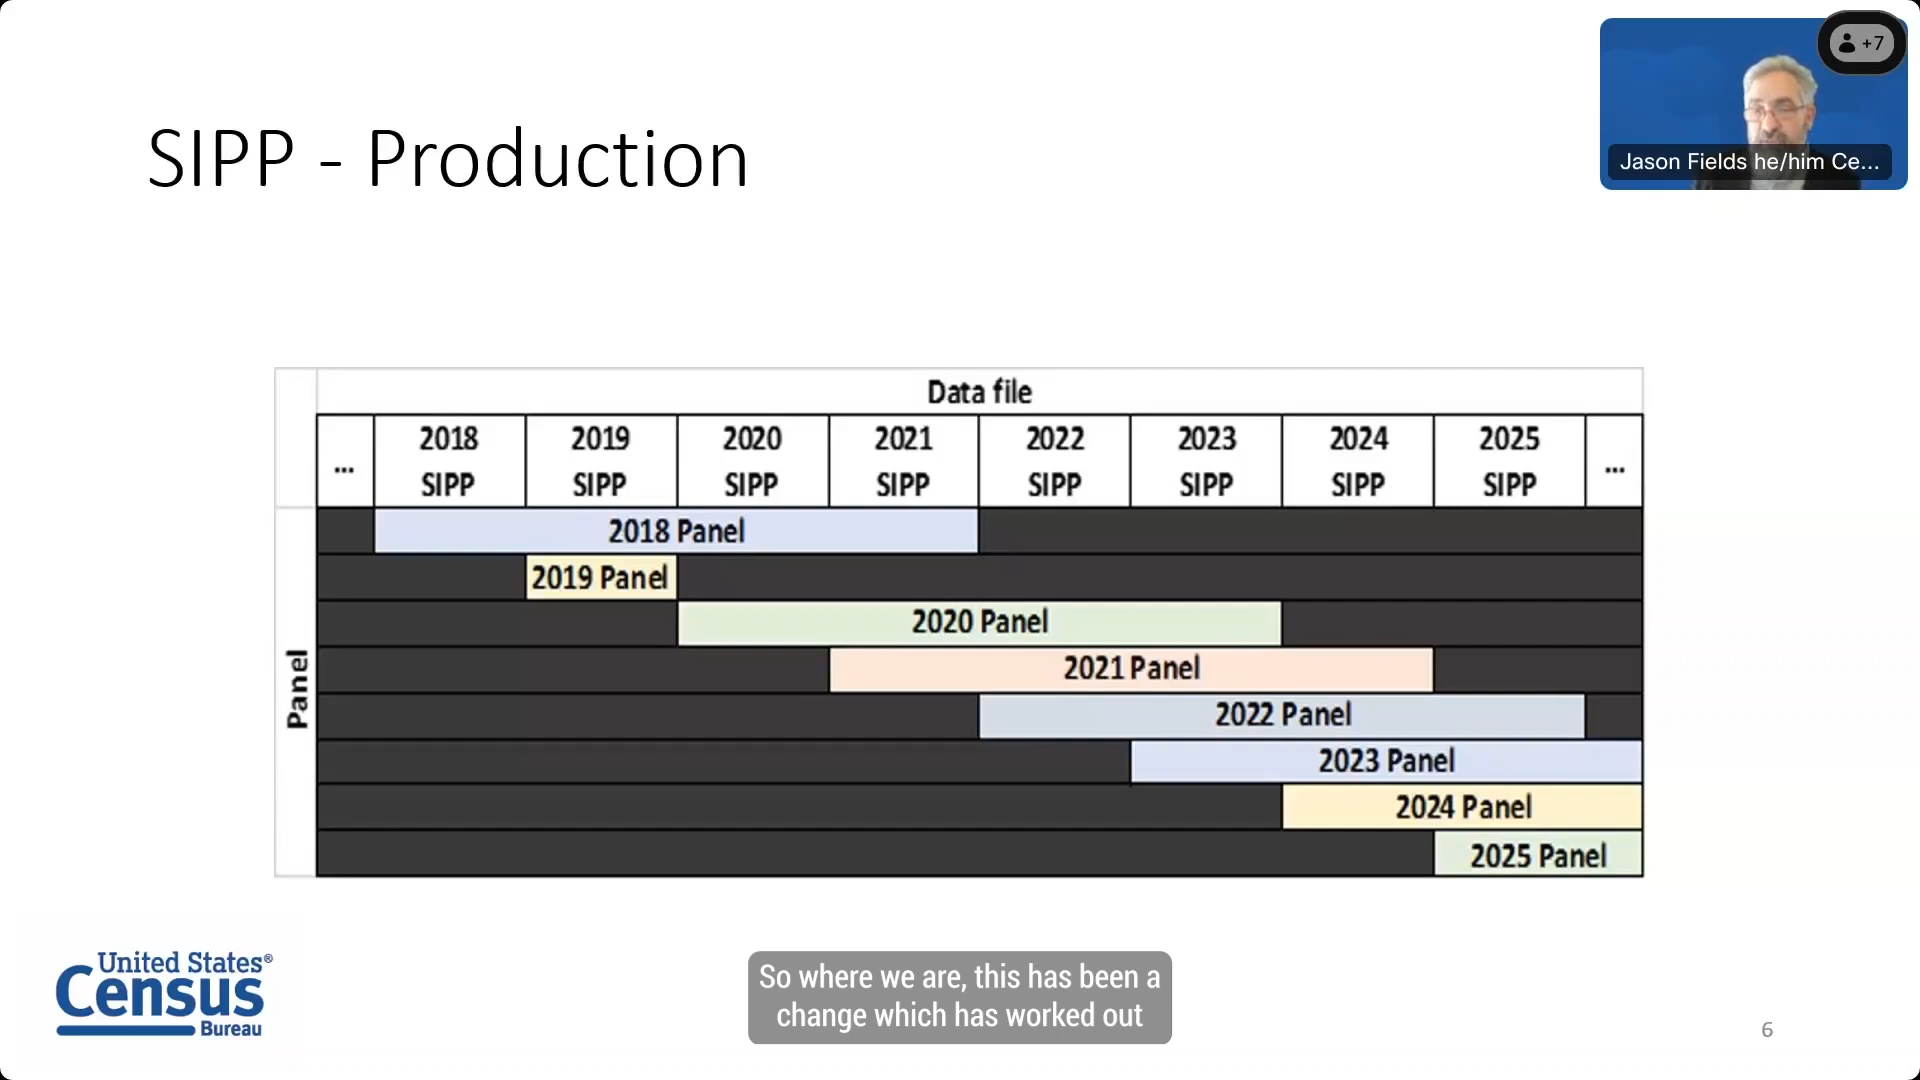 +7
Jason Fields he/him Ce...
SIPP - Production
Data file
... 2018 SIPP 2019 SIPP 2020 SIPP 2021 SIPP 2022 SIPP 2023 SIPP 2024 SIPP 2025 SIPP ...
Panel
2018 Panel
2019 Panel
2020 Panel
2021 Panel
2022 Panel
2023 Panel
2024 Panel
2025 Panel
United States®
Census
Bureau
So where we are, this has been a
change which has worked out
6